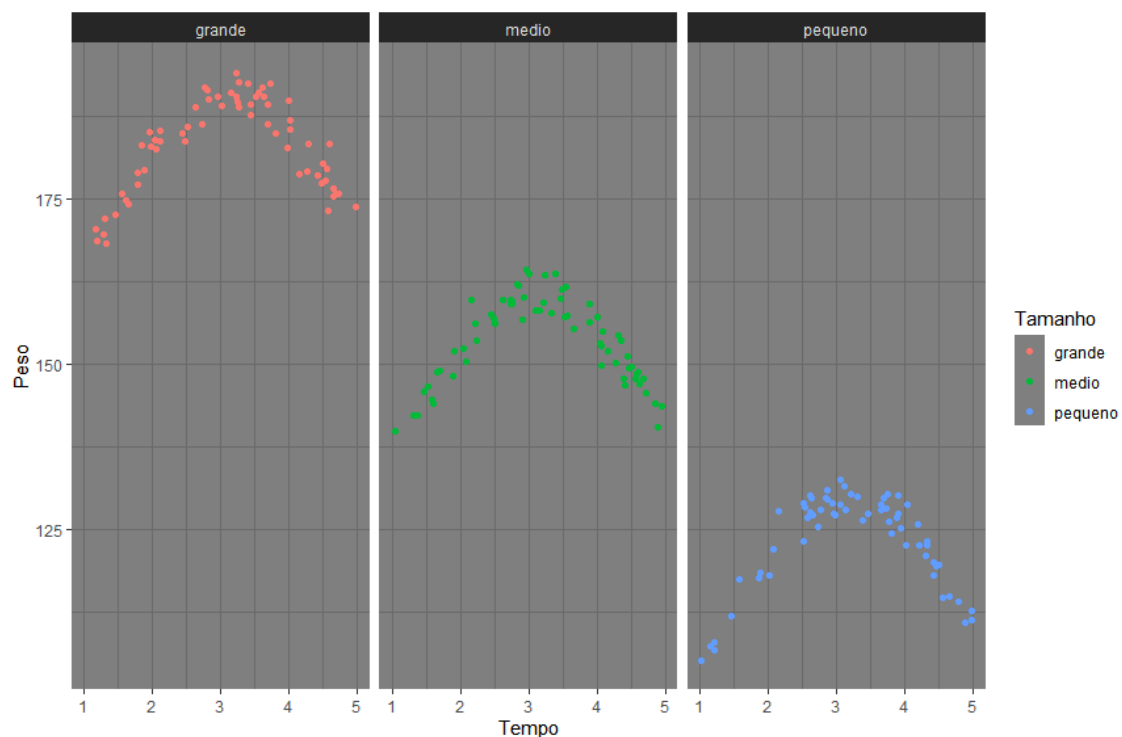 grande medio pequeno
175
150
125
Peso
1 2 3 4 5 1 2 3 4 5 1 2 3 4 5
Tempo
Tamanho
grande
medio
pequeno